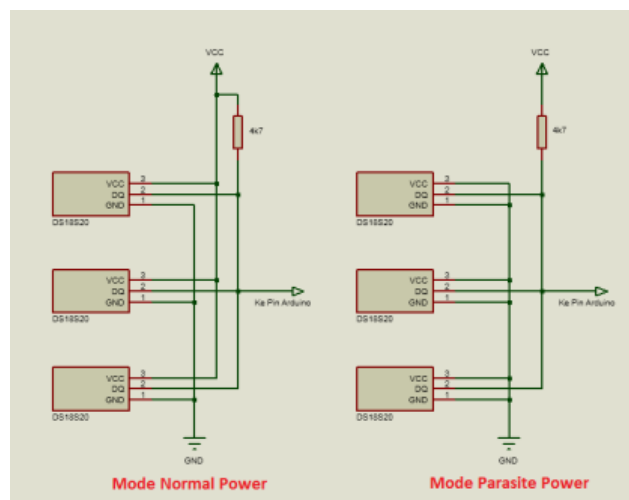 VCC
4k7
VCC
DQ
GND
3
2
1
DS18S20
VCC
DQ
GND
3
2
1
DS18S20
Ke Pin Arduino
VCC
DQ
GND
3
2
1
DS18S20
GND
Mode Normal Power
VCC
4k7
VCC
DQ
GND
3
2
1
DS18S20
VCC
DQ
GND
3
2
1
DS18S20
Ke Pin Arduino
VCC
DQ
GND
3
2
1
DS18S20
GND
Mode Parasite Power